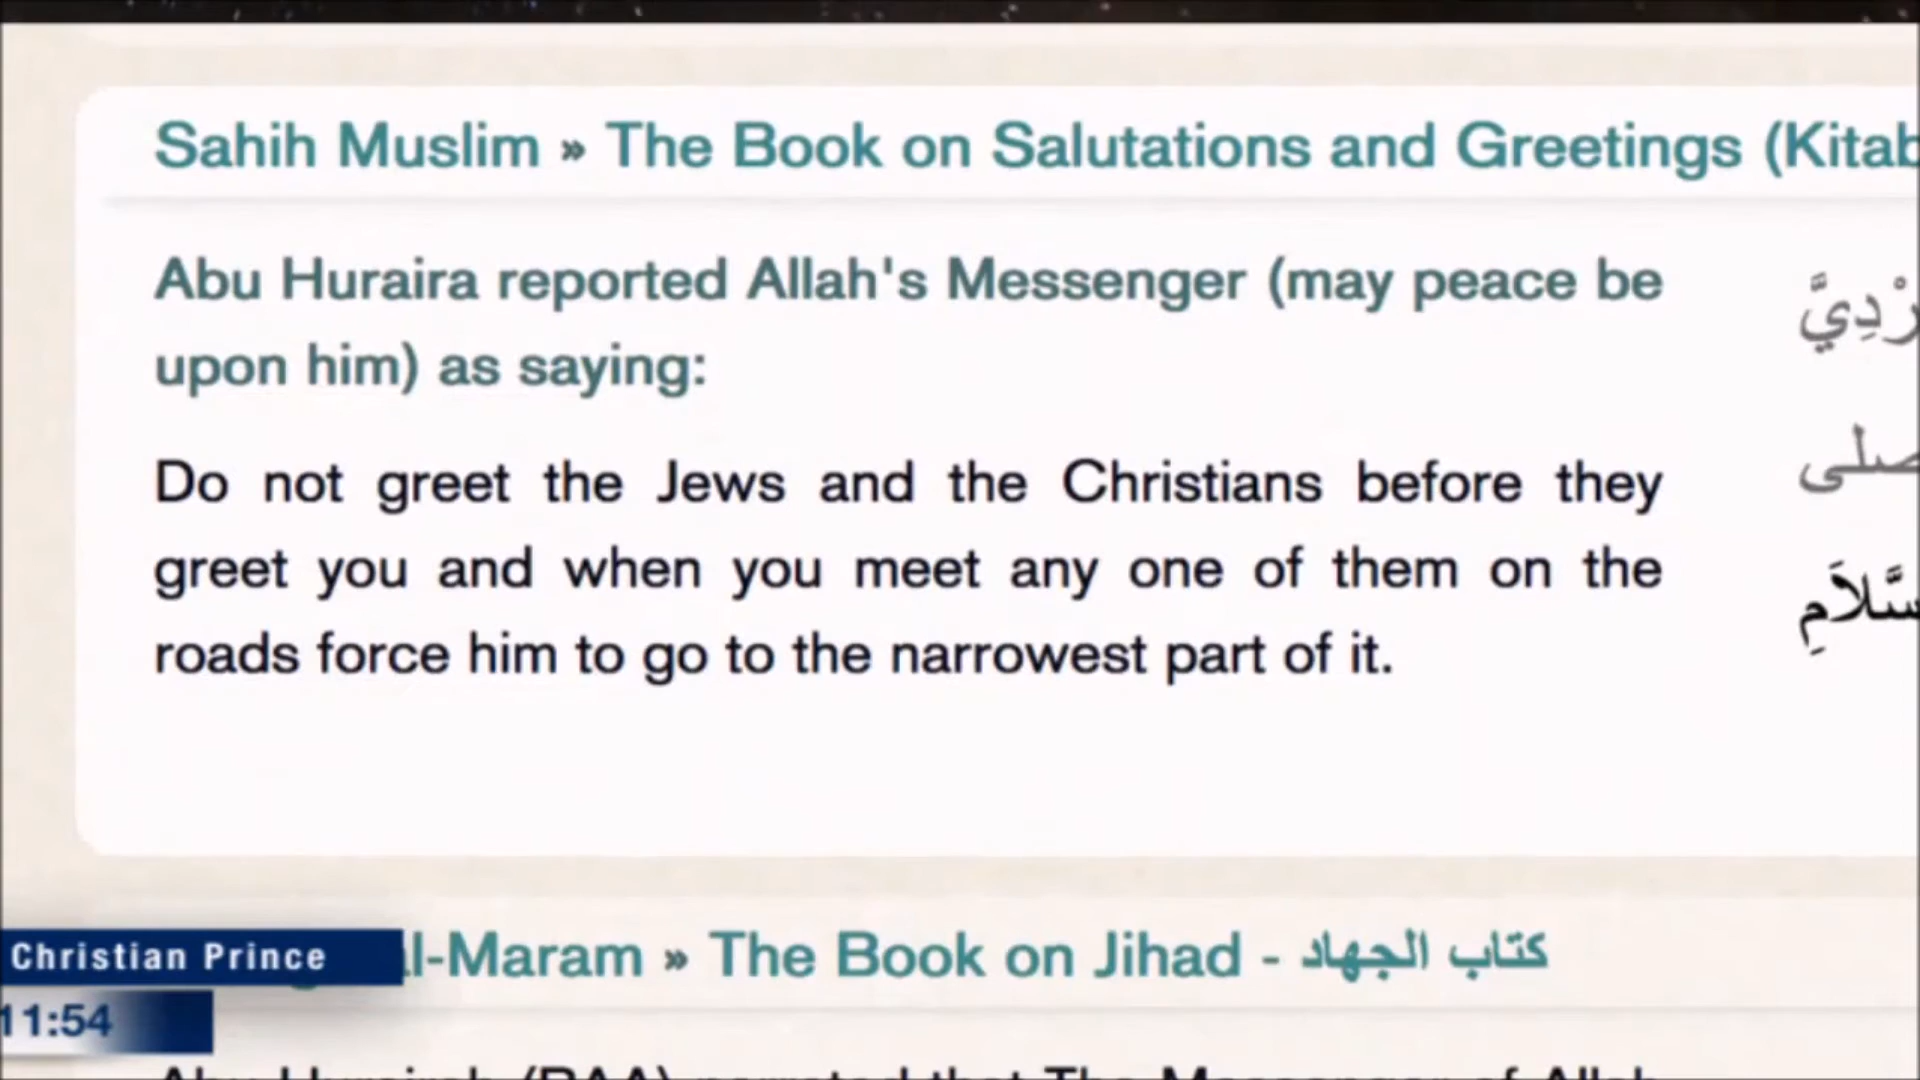 Sahih Muslim » The Book on Salutations and Greetings (Kitab
Abu Huraira reported Allah's Messenger (may peace be
upon him) as saying:
Do not greet the Jews and the Christians before they
greet you and when you meet any one of them on the
roads force him to go to the narrowest part of it.
صلى
Christian Prince
l-Maram » The Book on Jihad - كتاب الجهاد
11:54